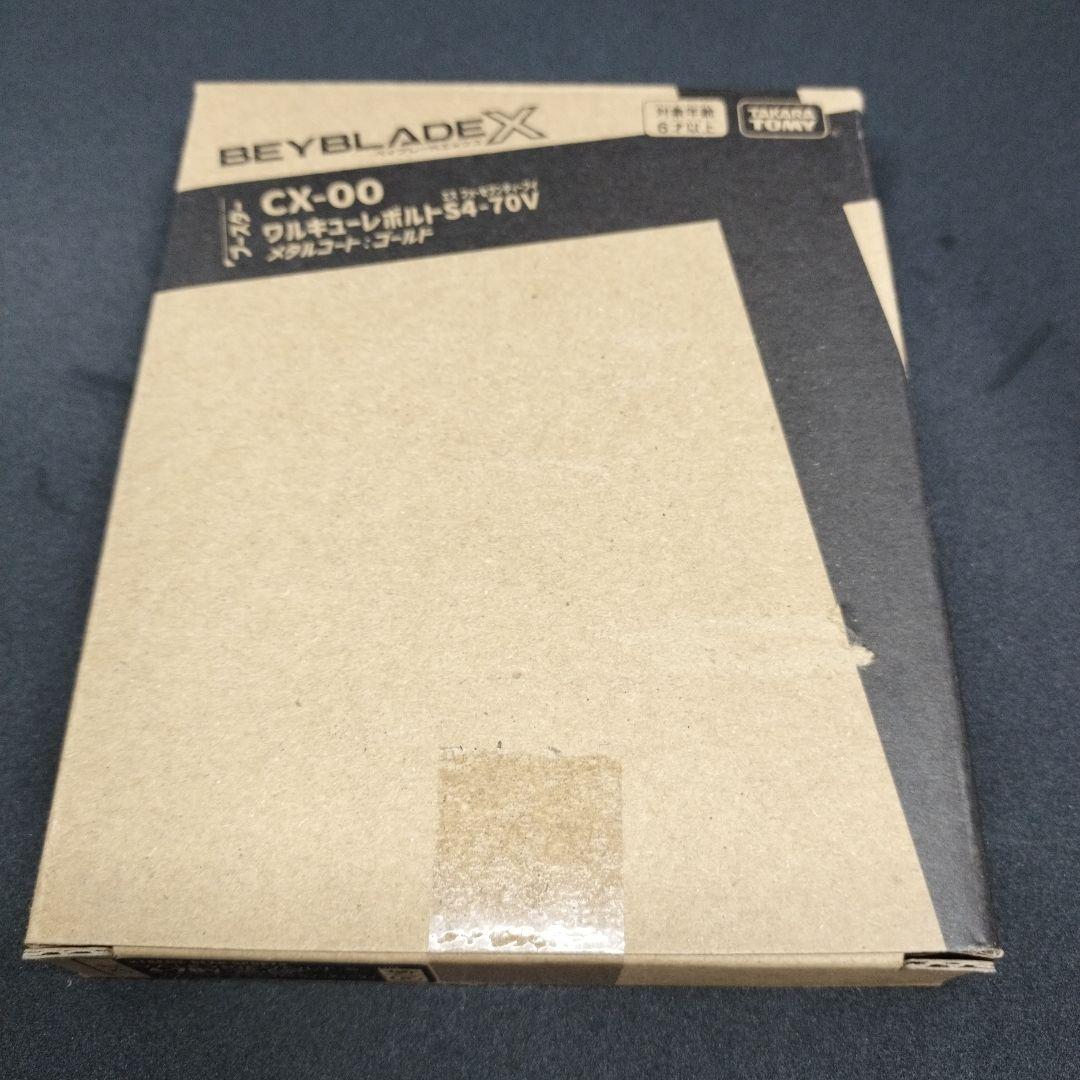 BEYBLADE X
対象年齢
6才以上
TAKARA
TOMY
ブースター
CX-00
ワルキューレボルトS4-70V
メタルコート:ゴールド